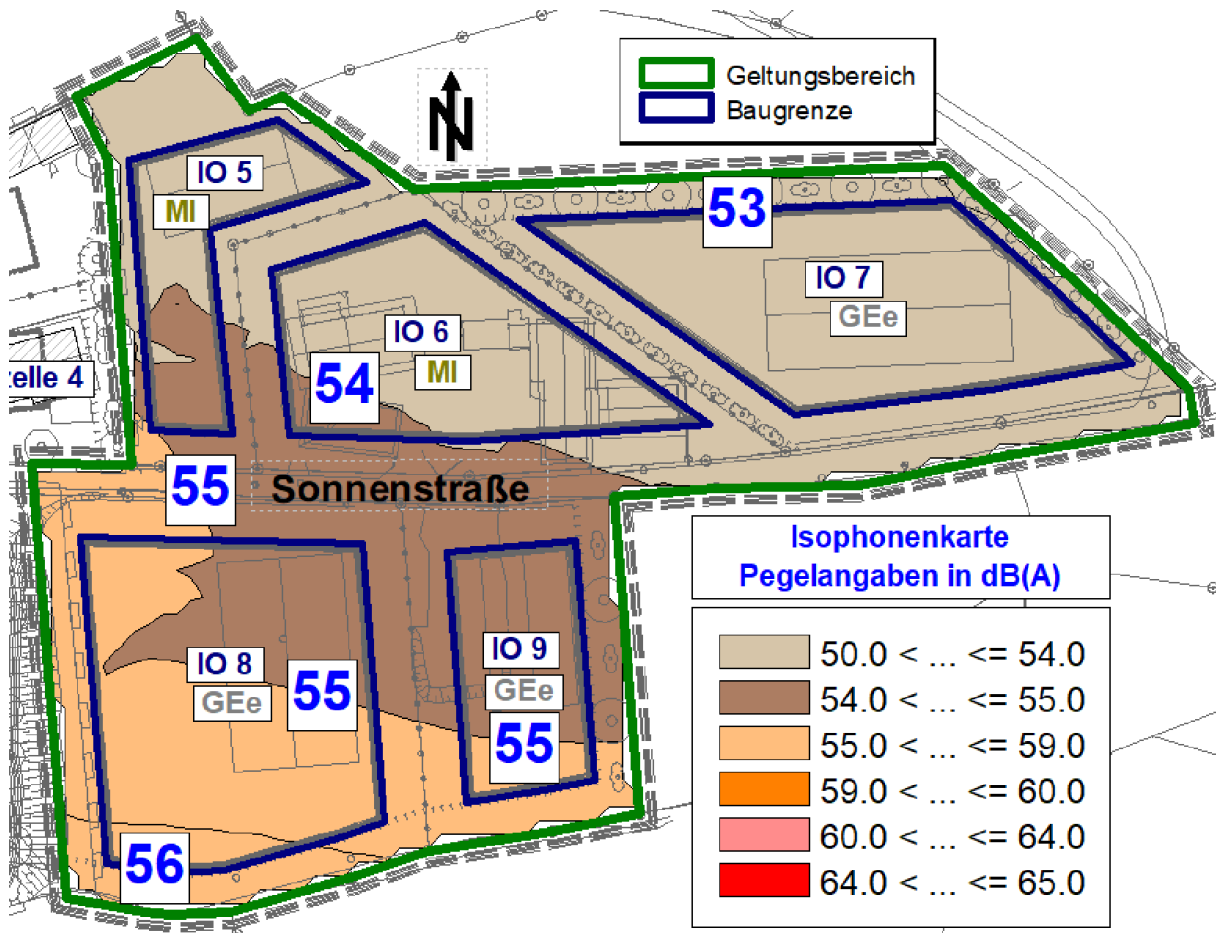 Geltungsbereich
Baugrenze
N
IO 5
MI
53
IO 7
GEe
IO 6
MI
54
telle 4
55
Sonnenstraße
Isophonenkarte
Pegelangaben in dB(A)
IO 8
GEe
55
IO 9
GEe
55
56
50.0 < ... <= 54.0
54.0 < ... <= 55.0
55.0 < ... <= 59.0
59.0 < ... <= 60.0
60.0 < ... <= 64.0
64.0 < ... <= 65.0